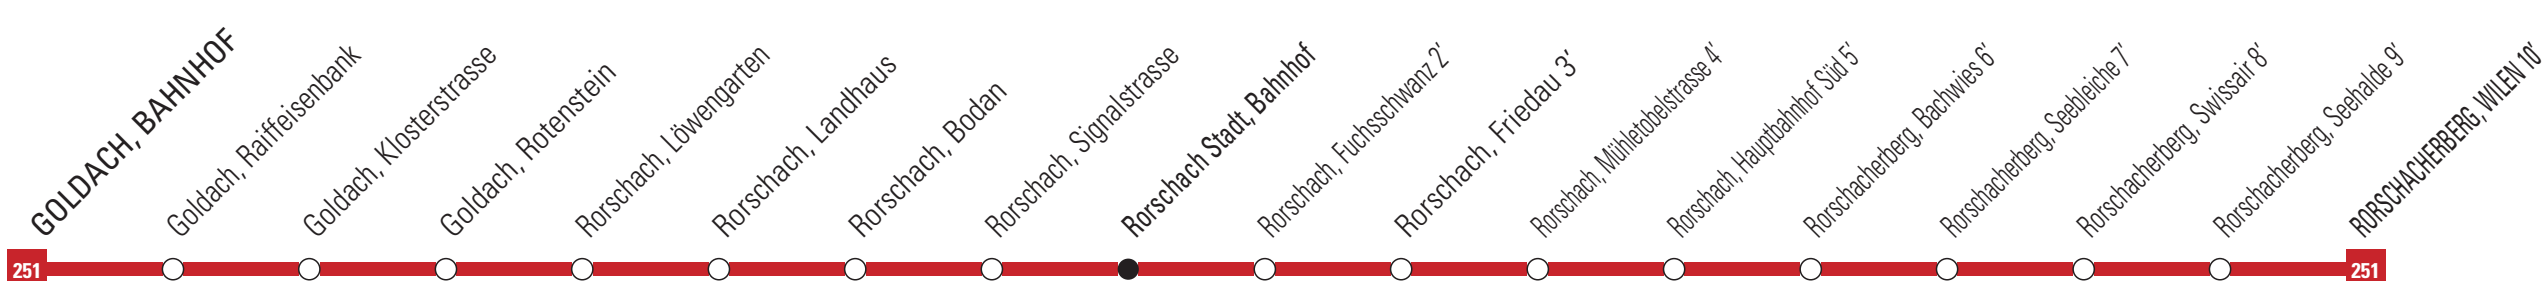 GOLDACH, BAHNHOF
Goldach, Raiffeisenbank
Goldach, Klosterstrasse
Goldach, Rotenstein
Rorschach, Löwengarten
Rorschach, Landhaus
Rorschach, Bodan
Rorschach, Signalstrasse
Rorschach Stadt, Bahnhof
Rorschach, Fuchsschwanz 2'
Rorschach, Friedau 3'
Rorschach, Mühletobelstrasse 4'
Rorschach, Hauptbahnhof Süd 5'
Rorschacherberg, Bachwies 6'
Rorschacherberg, Seebleiche 7'
Rorschacherberg, Swissair 8'
Rorschacherberg, Seehalde 9'
RORSCHACHERBERG, WILEN 10'
251
251